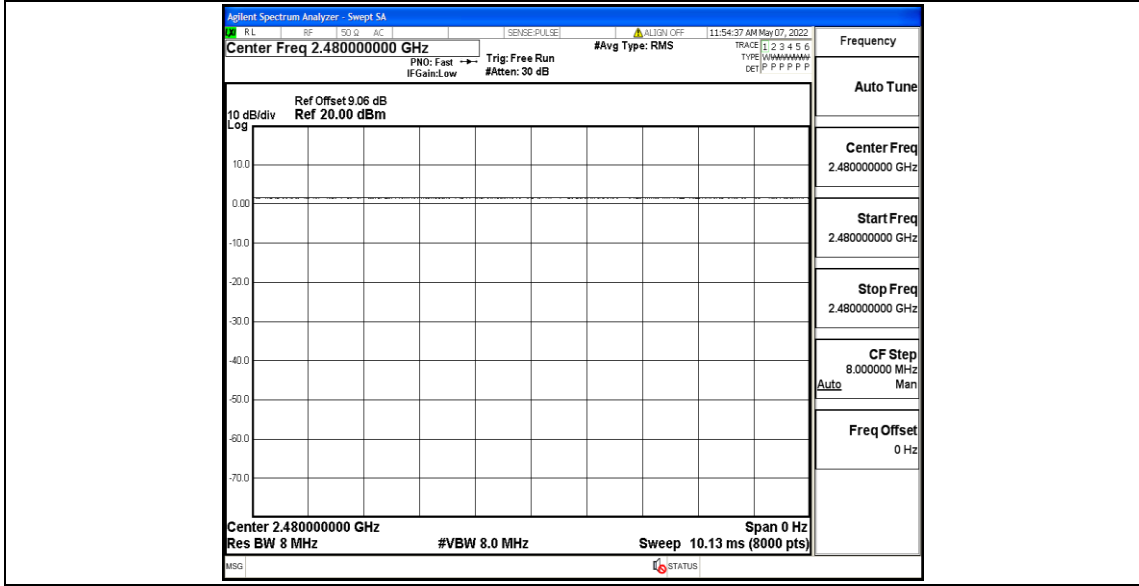 Agilent Spectrum Analyzer - Swept SA
RL RF 50 Ω AC SENSE:PULSE ALIGN OFF 11:54:37 AM May 07, 2022
Center Freq 2.480000000 GHz #Avg Type: RMS TRACE 1 2 3 4 5 6
PNO: Fast Trig: Free Run TYPE
IFGain:Low #Atten: 30 dB DET P P P P P P
Ref Offset 9.06 dB
10 dB/div Ref 20.00 dBm
Log
10.0
0.00
-10.0
-20.0
-30.0
-40.0
-50.0
-60.0
-70.0
Center 2.480000000 GHz Span 0 Hz
Res BW 8 MHz #VBW 8.0 MHz Sweep 10.13 ms (8000 pts)
MSG STATUS
Frequency
Auto Tune
Center Freq
2.480000000 GHz
Start Freq
2.480000000 GHz
Stop Freq
2.480000000 GHz
CF Step
8.000000 MHz
Auto Man
Freq Offset
0 Hz